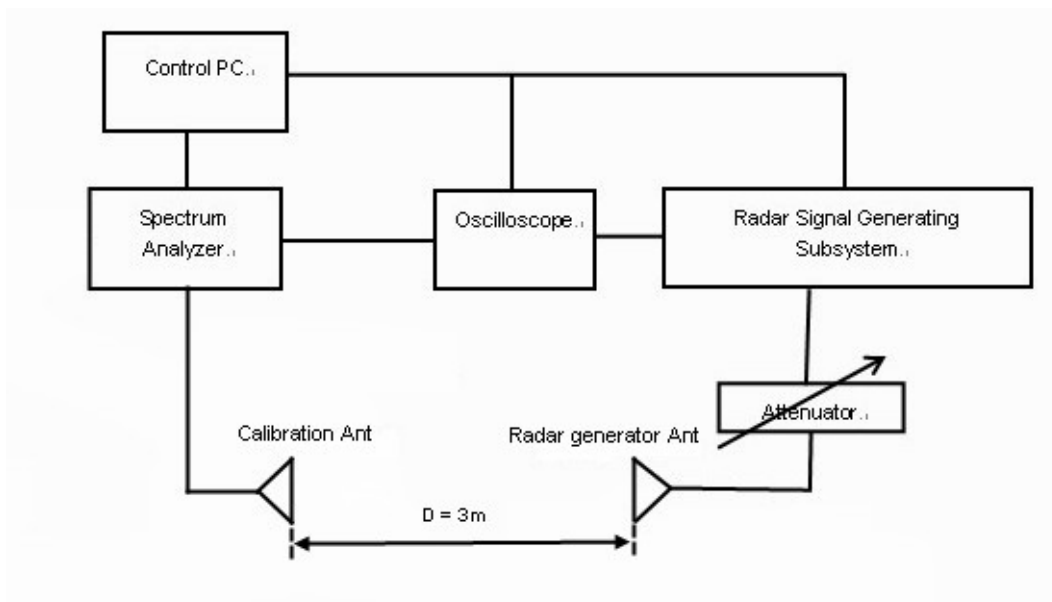 Control PC
Spectrum
Analyzer
Oscilloscope
Radar Signal Generating
Subsystem
Attenuator
Calibration Ant
Radar generator Ant
D = 3m